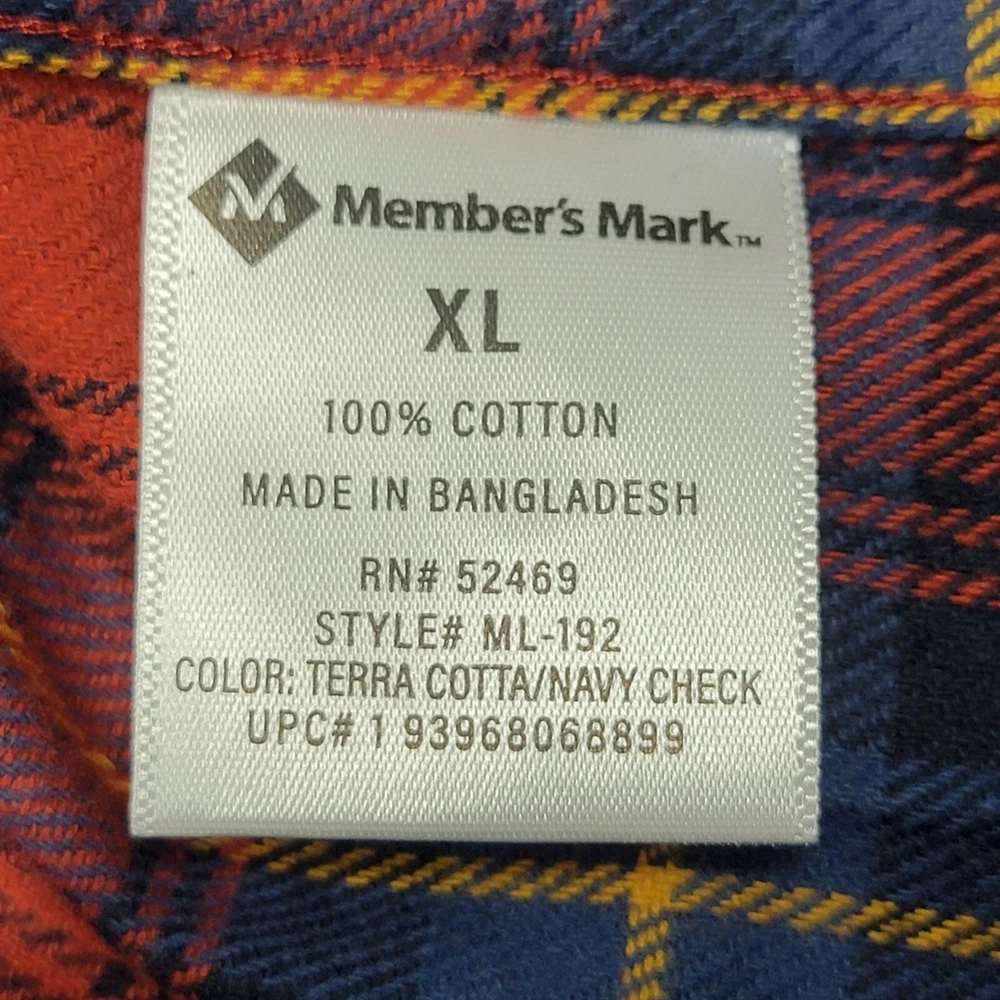 Member's Mark™
XL
100% COTTON
MADE IN BANGLADESH
RN# 52469
STYLE# ML-192
COLOR: TERRA COTTA/NAVY CHECK
UPC# 1 93968068899